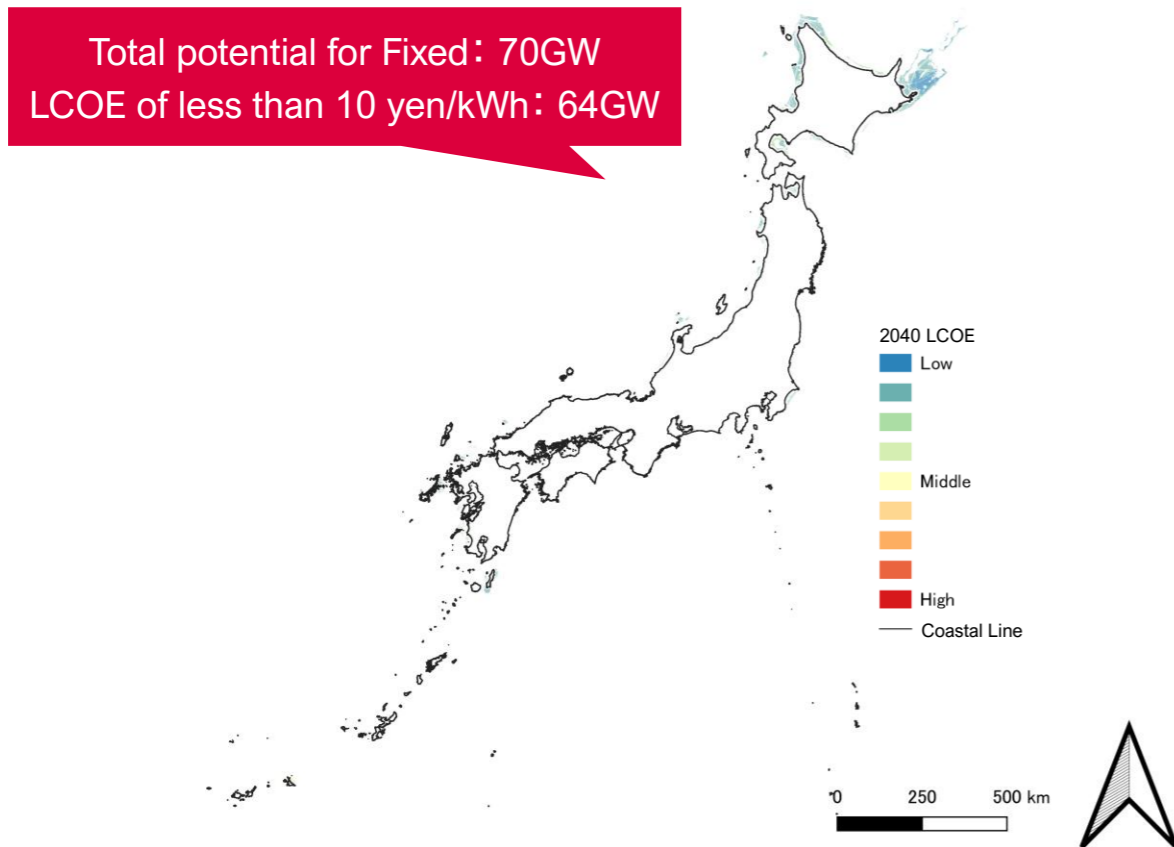 Total potential for Fixed：70GW
LCOE of less than 10 yen/kWh：64GW
2040 LCOE
Low
Middle
High
Coastal Line
0 250 500 km